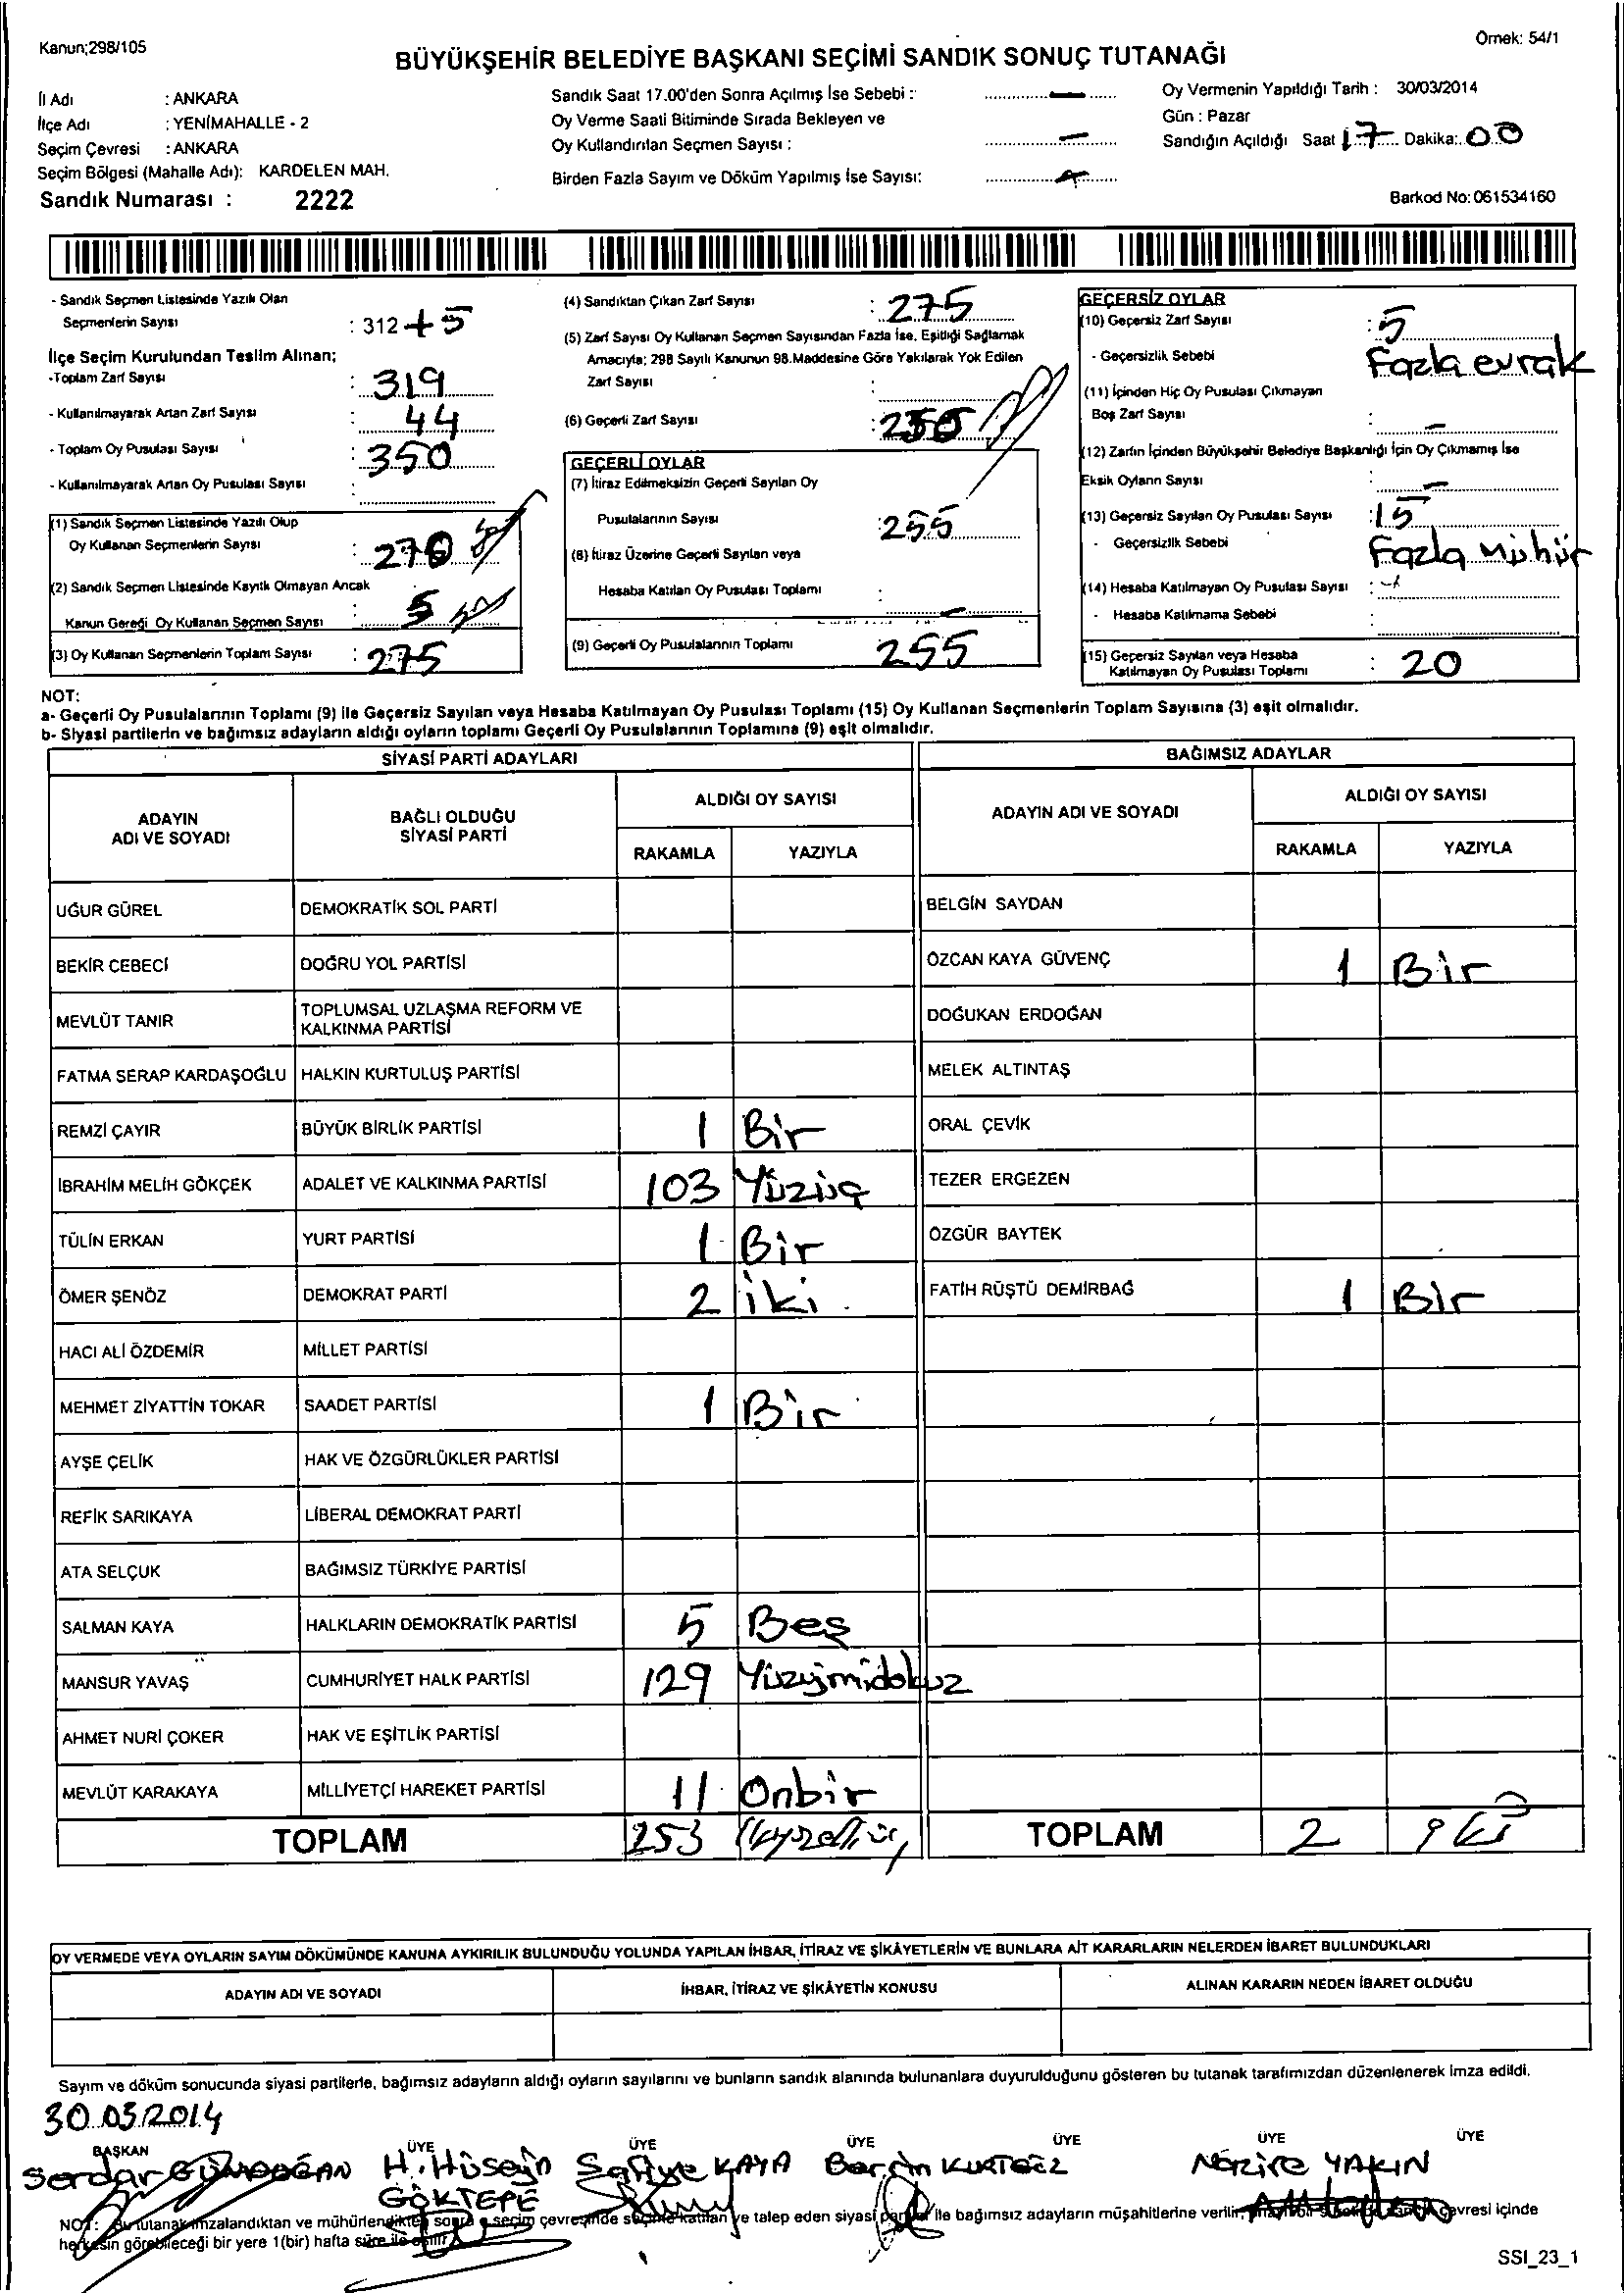 Kanun;298/105
Örnek: 54/1
BÜYÜKŞEHİR BELEDİYE BAŞKANI SEÇİMİ SANDIK SONUÇ TUTANAĞI
İl Adı : ANKARA
İlçe Adı : YENİMAHALLE - 2
Seçim Çevresi : ANKARA
Seçim Bölgesi (Mahalle Adı): KARDELEN MAH.
Sandık Numarası : 2222
Sandık Saat 17.00'den Sonra Açılmış İse Sebebi : —
Oy Verme Saati Bitiminde Sırada Bekleyen ve
Oy Kullandırılan Seçmen Sayısı : —
Birden Fazla Sayım ve Döküm Yapılmış İse Sayısı:
Oy Vermenin Yapıldığı Tarih : 30/03/2014
Gün : Pazar
Sandığın Açıldığı Saat 17 Dakika: 00
Barkod No: 061534160
- Sandık Seçmen Listesinde Yazılı Olan
Seçmenlerin Sayısı : 312 +5
İlçe Seçim Kurulundan Teslim Alınan;
-Toplam Zarf Sayısı : 319
- Kullanılmayarak Artan Zarf Sayısı : 44
- Toplam Oy Pusulası Sayısı : 350
- Kullanılmayarak Artan Oy Pusulası Sayısı :
(1) Sandık Seçmen Listesinde Yazılı Olup
Oy Kullanan Seçmenlerin Sayısı : 270
(2) Sandık Seçmen Listesinde Kayıtlı Olmayan Ancak
Kanun Gereği Oy Kullanan Seçmen Sayısı : 5
(3) Oy Kullanan Seçmenlerin Toplam Sayısı : 275
(4) Sandıktan Çıkan Zarf Sayısı : 275
(5) Zarf Sayısı Oy Kullanan Seçmen Sayısından Fazla İse, Eşitliği Sağlamak
Amacıyla; 298 Sayılı Kanunun 98.Maddesine Göre Yakılarak Yok Edilen
Zarf Sayısı :
(6) Geçerli Zarf Sayısı :
GEÇERLİ OYLAR
(7) İtiraz Edilmeksizin Geçerli Sayılan Oy
Pusulalarının Sayısı : 255
(8) İtiraz Üzerine Geçerli Sayılan veya
Hesaba Katılan Oy Pusulası Toplamı : —
(9) Geçerli Oy Pusulalarının Toplamı 255
GEÇERSİZ OYLAR
(10) Geçersiz Zarf Sayısı : 5
- Geçersizlik Sebebi Fazla evrak
(11) İçinden Hiç Oy Pusulası Çıkmayan
Boş Zarf Sayısı : —
(12) Zarfın İçinden Büyükşehir Belediye Başkanlığı İçin Oy Çıkmamış İse
Eksik Oyların Sayısı : —
(13) Geçersiz Sayılan Oy Pusulası Sayısı : 15
- Geçersizlik Sebebi Fazla Mühür
(14) Hesaba Katılmayan Oy Pusulası Sayısı :
- Hesaba Katılmama Sebebi
(15) Geçersiz Sayılan veya Hesaba
Katılmayan Oy Pusulası Toplamı : 20
NOT:
a- Geçerli Oy Pusulalarının Toplamı (9) ile Geçersiz Sayılan veya Hesaba Katılmayan Oy Pusulası Toplamı (15) Oy Kullanan Seçmenlerin Toplam Sayısına (3) eşit olmalıdır.
b- Siyasi partilerin ve bağımsız adayların aldığı oyların toplamı Geçerli Oy Pusulalarının Toplamına (9) eşit olmalıdır.
SİYASİ PARTİ ADAYLARI
ADAYIN ADI VE SOYADI
BAĞLI OLDUĞU SİYASİ PARTİ
ALDIĞI OY SAYISI
RAKAMLA YAZIYLA
UĞUR GÜREL DEMOKRATİK SOL PARTİ
BEKİR CEBECİ DOĞRU YOL PARTİSİ
MEVLÜT TANIR TOPLUMSAL UZLAŞMA REFORM VE KALKINMA PARTİSİ
FATMA SERAP KARDAŞOĞLU HALKIN KURTULUŞ PARTİSİ
REMZİ ÇAYIR BÜYÜK BİRLİK PARTİSİ 1 Bir
İBRAHİM MELİH GÖKÇEK ADALET VE KALKINMA PARTİSİ 103 Yüzüç
TÜLİN ERKAN YURT PARTİSİ 1 Bir
ÖMER ŞENÖZ DEMOKRAT PARTİ 2 iki
HACI ALİ ÖZDEMİR MİLLET PARTİSİ
MEHMET ZİYATTİN TOKAR SAADET PARTİSİ 1 Bir
AYŞE ÇELİK HAK VE ÖZGÜRLÜKLER PARTİSİ
REFİK SARIKAYA LİBERAL DEMOKRAT PARTİ
ATA SELÇUK BAĞIMSIZ TÜRKİYE PARTİSİ
SALMAN KAYA HALKLARIN DEMOKRATİK PARTİSİ 5 Beş
MANSUR YAVAŞ CUMHURİYET HALK PARTİSİ 129 Yüzyimidokuz
AHMET NURİ ÇOKER HAK VE EŞİTLİK PARTİSİ
MEVLÜT KARAKAYA MİLLİYETÇİ HAREKET PARTİSİ 11 Onbir
TOPLAM 253
BAĞIMSIZ ADAYLAR
ADAYIN ADI VE SOYADI
ALDIĞI OY SAYISI
RAKAMLA YAZIYLA
BELGİN SAYDAN
ÖZCAN KAYA GÜVENÇ 1 Bir
DOĞUKAN ERDOĞAN
MELEK ALTINTAŞ
ORAL ÇEVİK
TEZER ERGEZEN
ÖZGÜR BAYTEK
FATİH RÜŞTÜ DEMİRBAĞ 1 Bir
TOPLAM 2 iki
OY VERMEDE VEYA OYLARIN SAYIM DÖKÜMÜNDE KANUNA AYKIRILIK BULUNDUĞU YOLUNDA YAPILAN İHBAR, İTİRAZ VE ŞİKÂYETLERİN VE BUNLARA AİT KARARLARIN NELERDEN İBARET BULUNDUKLARI
ADAYIN ADI VE SOYADI İHBAR, İTİRAZ VE ŞİKÂYETİN KONUSU ALINAN KARARIN NEDEN İBARET OLDUĞU
Sayım ve döküm sonucunda siyasi partilerle, bağımsız adayların aldığı oyların sayılarını ve bunların sandık alanında bulunanlara duyurulduğunu gösteren bu tutanak tarafımızdan düzenlenerek imza edildi.
30.03.2014
BAŞKAN ÜYE ÜYE ÜYE ÜYE ÜYE ÜYE
Serdar H. Hüseyin Safiye KAYA Nazire YAKIN
GÖKTEPE
NOT: Bu tutanak imzalandıktan ve mühürlendikten sonra seçim çevresinde seçime katılan ve talep eden siyasi partiler ile bağımsız adayların müşahitlerine verilir, çevresi içinde
herkesin görebileceği bir yere 1(bir) hafta süre ile asılır.
SSI_23_1